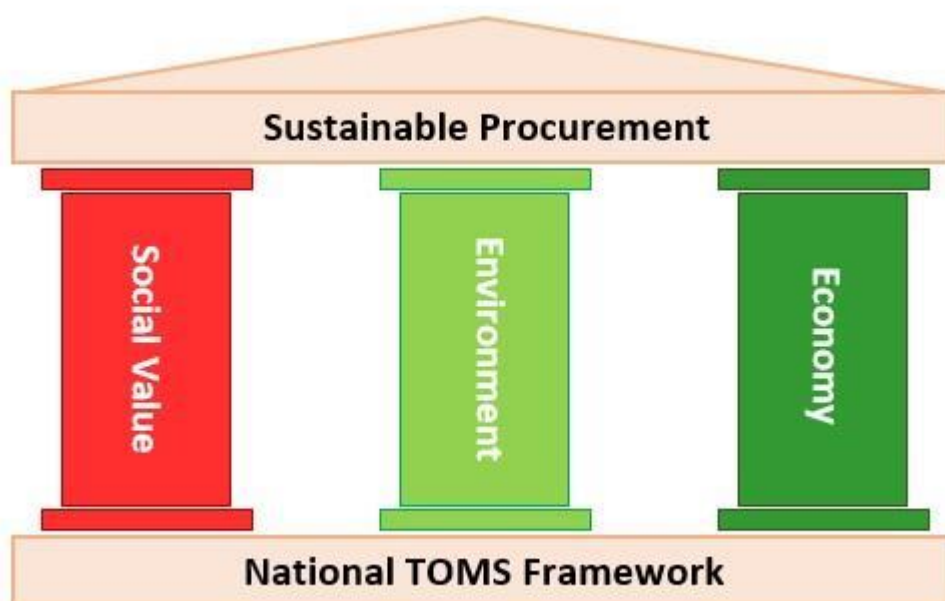 Sustainable Procurement
Social Value
Environment
Economy
National TOMS Framework